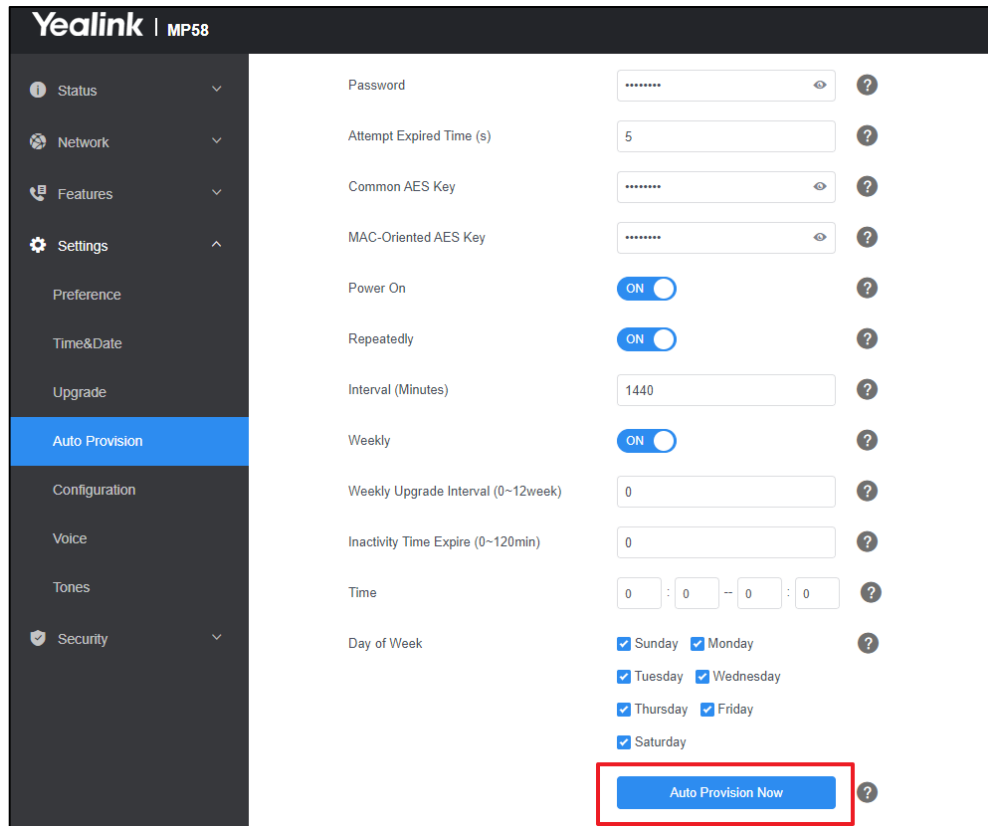 Yealink | MP58
Status
Network
Features
Settings
Preference
Time&Date
Upgrade
Auto Provision
Configuration
Voice
Tones
Security
Password •••••••• ?
Attempt Expired Time (s) 5 ?
Common AES Key •••••••• ?
MAC-Oriented AES Key •••••••• ?
Power On ON ?
Repeatedly ON ?
Interval (Minutes) 1440 ?
Weekly ON ?
Weekly Upgrade Interval (0~12week) 0 ?
Inactivity Time Expire (0~120min) 0 ?
Time 0 : 0 -- 0 : 0 ?
Day of Week Sunday Monday ?
Tuesday Wednesday
Thursday Friday
Saturday
Auto Provision Now ?